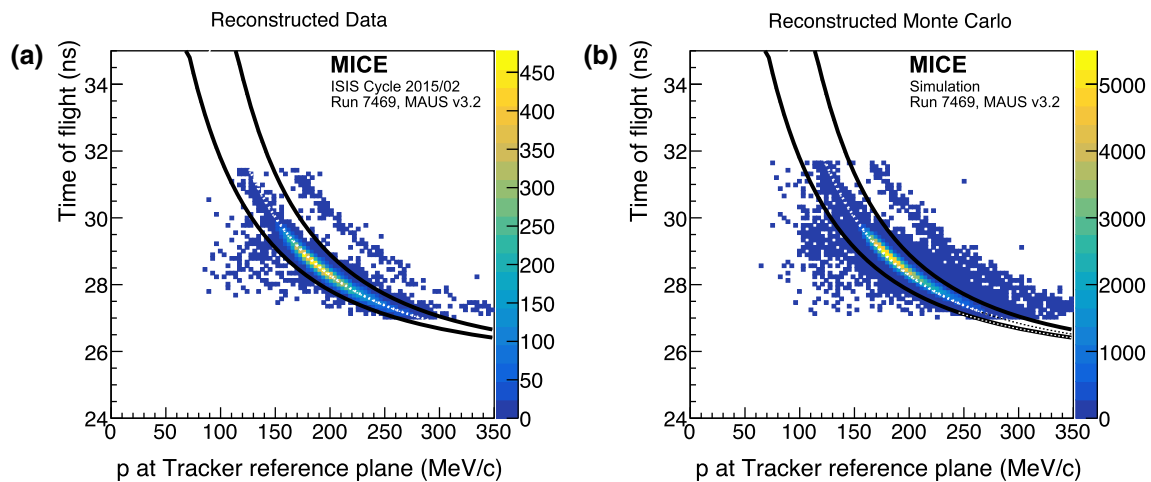 Reconstructed Data
(a)
Time of flight (ns)
34
32
30
28
26
24
MICE
ISIS Cycle 2015/02
Run 7469, MAUS v3.2
450
400
350
300
250
200
150
100
50
0
0 50 100 150 200 250 300 350
p at Tracker reference plane (MeV/c)
Reconstructed Monte Carlo
(b)
Time of flight (ns)
34
32
30
28
26
24
MICE
Simulation
Run 7469, MAUS v3.2
5000
4000
3000
2000
1000
0
0 50 100 150 200 250 300 350
p at Tracker reference plane (MeV/c)